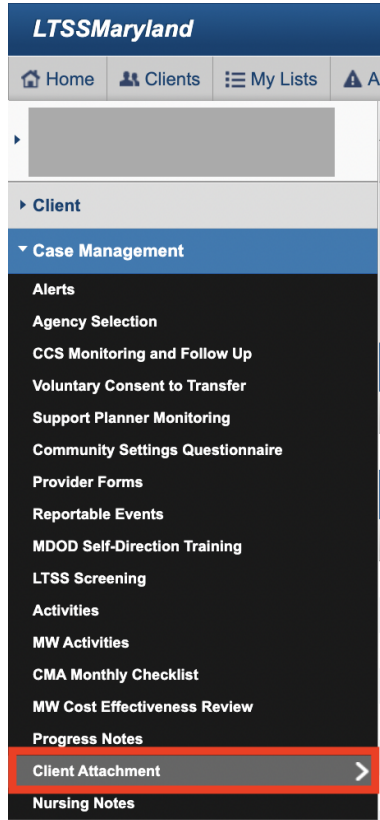 LTSSMaryland
Home Clients My Lists A
Client
Case Management
Alerts
Agency Selection
CCS Monitoring and Follow Up
Voluntary Consent to Transfer
Support Planner Monitoring
Community Settings Questionnaire
Provider Forms
Reportable Events
MDOD Self-Direction Training
LTSS Screening
Activities
MW Activities
CMA Monthly Checklist
MW Cost Effectiveness Review
Progress Notes
Client Attachment
Nursing Notes